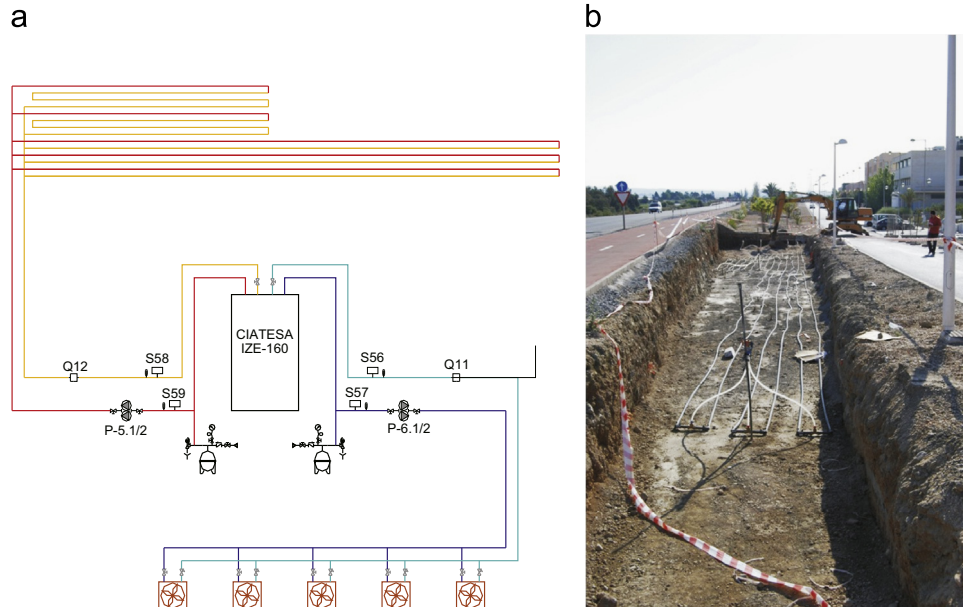 a
b
CIATESA
IZE-160
Q12
S58
S59
P-5.1/2
S56
Q11
S57
P-6.1/2